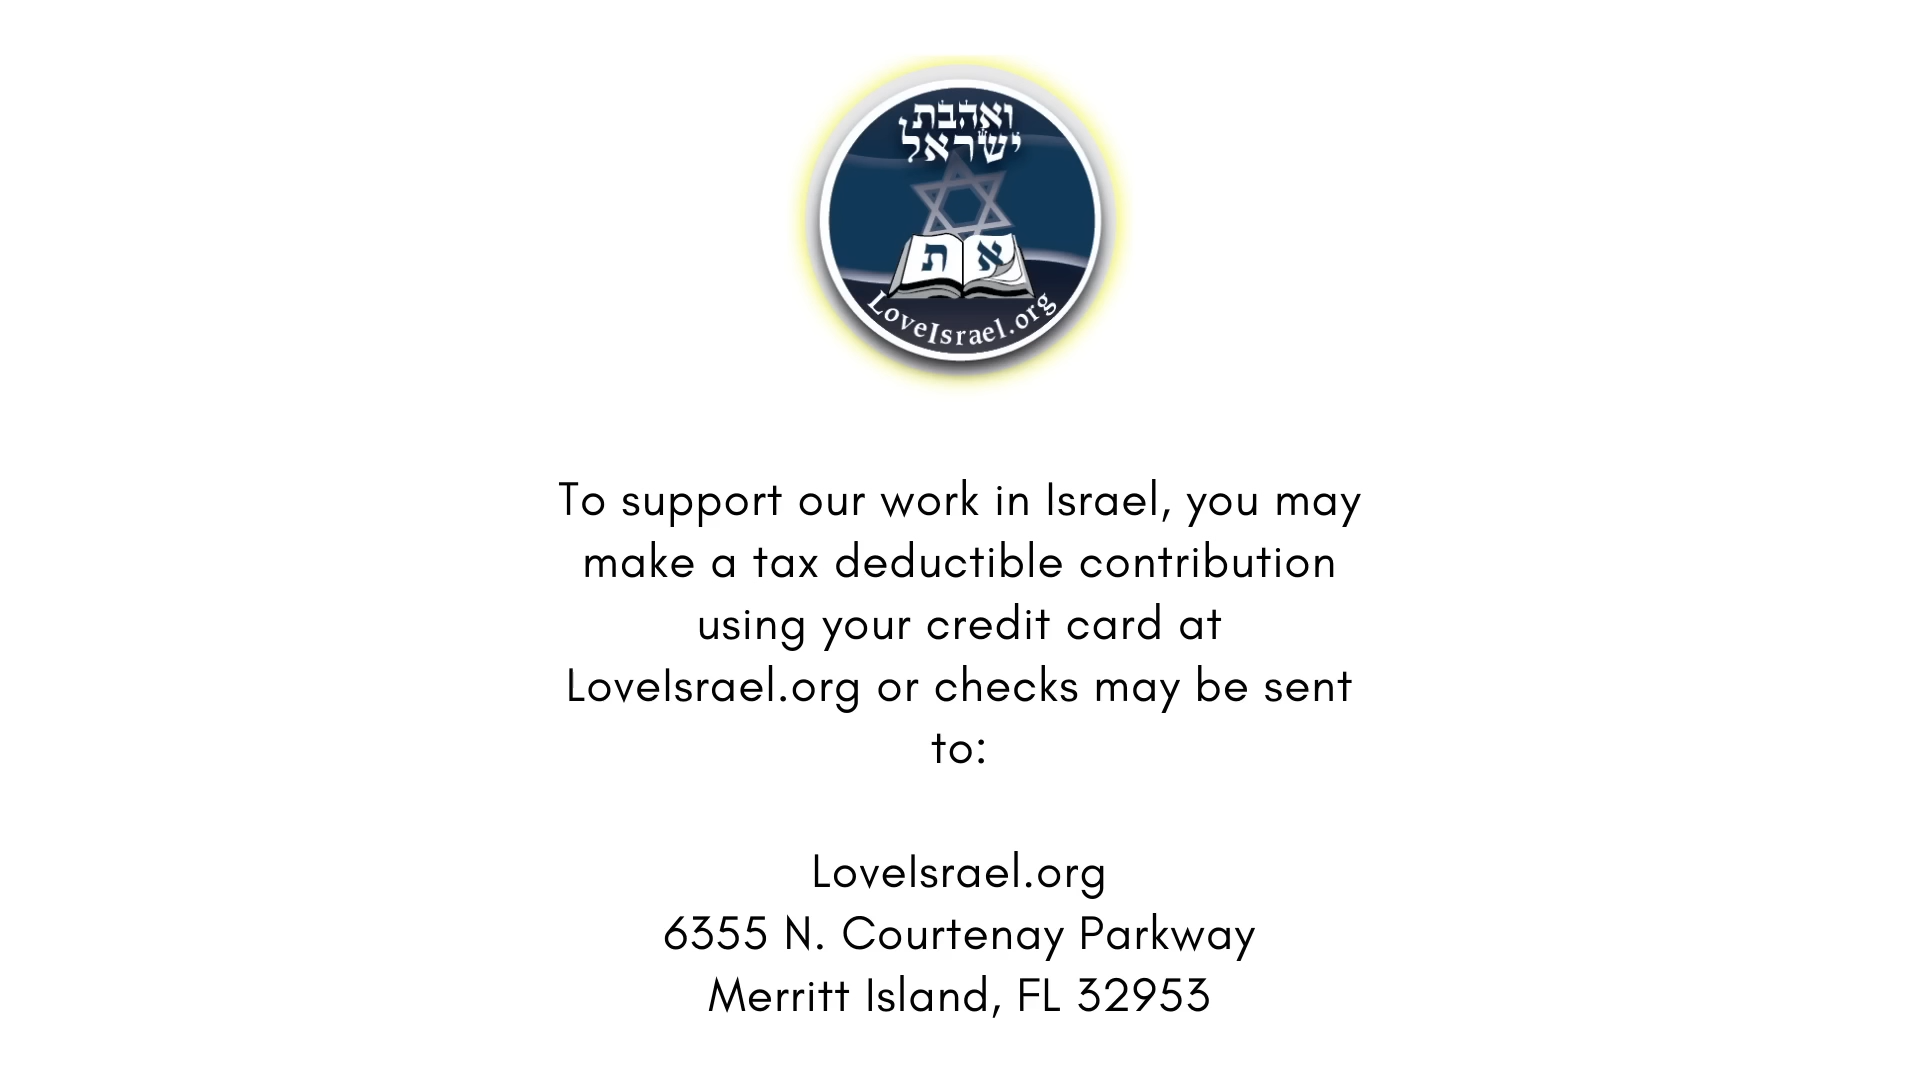 ואהבת
ישראל
א ת
LoveIsrael.org
To support our work in Israel, you may
make a tax deductible contribution
using your credit card at
LoveIsrael.org or checks may be sent
to:
LoveIsrael.org
6355 N. Courtenay Parkway
Merritt Island, FL 32953